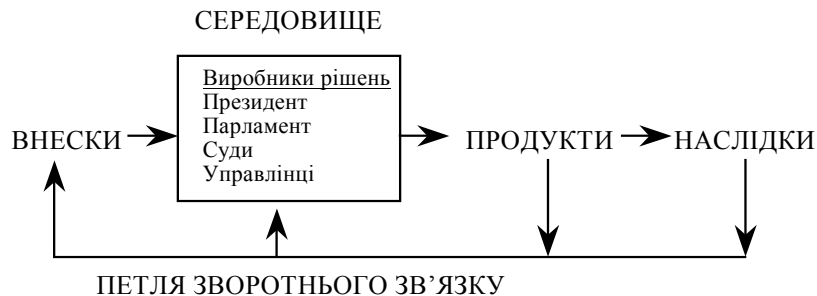 СЕРЕДОВИЩЕ
Виробники рішень
Президент
Парламент
Суди
Управлінці
ВНЕСКИ
ПРОДУКТИ
НАСЛІДКИ
ПЕТЛЯ ЗВОРОТНЬОГО ЗВ’ЯЗКУ